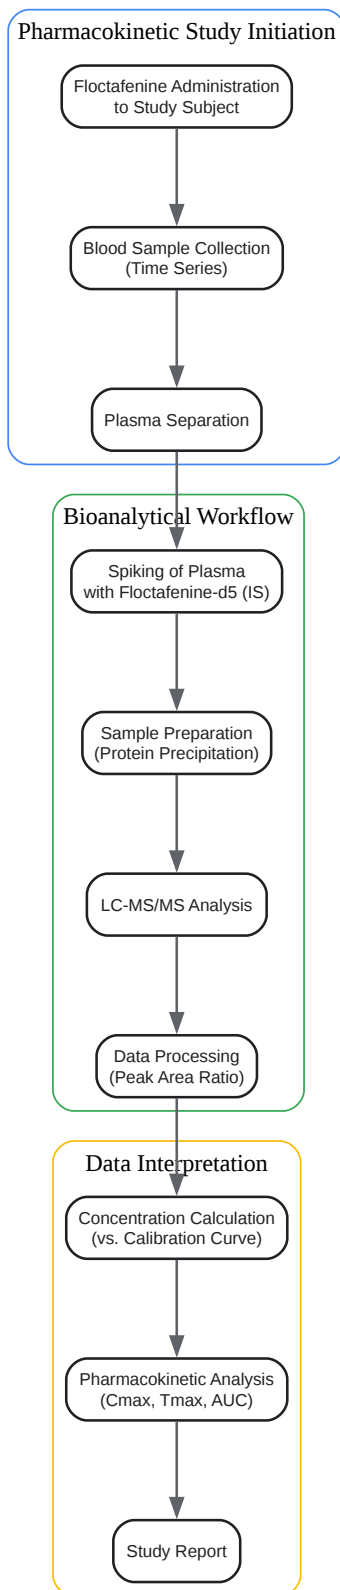 Pharmacokinetic Study Initiation
Floctafenine Administration
to Study Subject
Blood Sample Collection
(Time Series)
Plasma Separation
Bioanalytical Workflow
Spiking of Plasma
with Floctafenine-d5 (IS)
Sample Preparation
(Protein Precipitation)
LC-MS/MS Analysis
Data Processing
(Peak Area Ratio)
Data Interpretation
Concentration Calculation
(vs. Calibration Curve)
Pharmacokinetic Analysis
(Cmax, Tmax, AUC)
Study Report